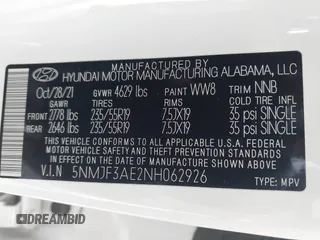 HYUNDAI MOTOR MANUFACTURING ALABAMA, LLC
Oct/28/21 GVWR 4629 lbs PAINT WW8 TRIM NNB
GAWR TIRES RIMS COLD TIRE INFL.PRES.
FRONT 2778 lbs 235/55R19 7.5JX19 35 psi SINGLE
REAR 2646 lbs 235/55R19 7.5JX19 35 psi SINGLE
THIS VEHICLE CONFORMS TO ALL APPLICABLE U.S.
FEDERAL MOTOR VEHICLE SAFETY, BUMPER, AND
THEFT PREVENTION STANDARDS IN EFFECT ON THE
DATE OF MANUFACTURE SHOWN ABOVE.
V.I.N 5NMJF3AE2NH062926
TYPE: MPV
DREAMBID